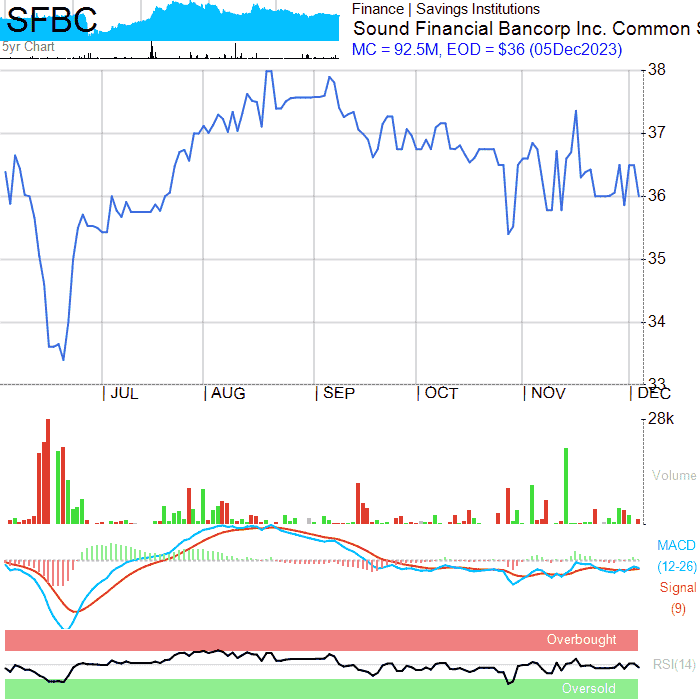 SFBC
5yr Chart
Finance | Savings Institutions
Sound Financial Bancorp Inc. Common S
MC = 92.5M, EOD = $36 (05Dec2023)
38
37
36
35
34
33
JUL AUG SEP OCT NOV DEC
28k
Volume
MACD
(12-26)
Signal
(9)
Overbought
RSI(14)
Oversold